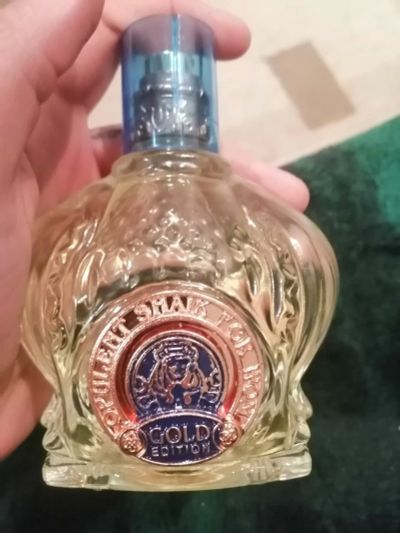 OPULENT SHAIK FOR MEN
GOLD
EDITION